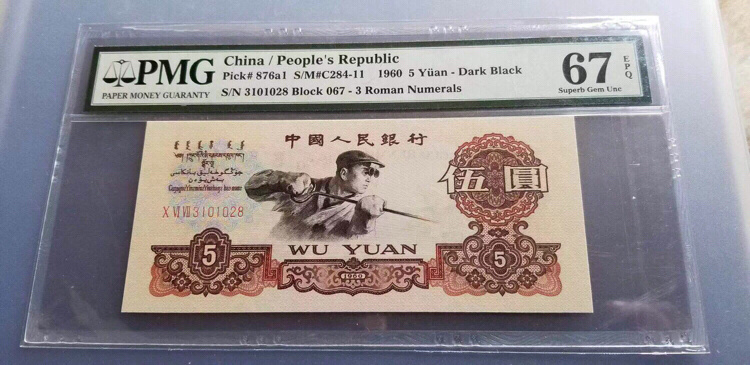 PMG
PAPER MONEY GUARANTY
China / People's Republic
Pick# 876a1 S/M#C284-11 1960 5 Yüan - Dark Black
S/N 3101028 Block 067 - 3 Roman Numerals
67 EPQ
Superb Gem Unc
中國人民銀行
X VI VII 3101028
伍圓
WU YUAN
5
1960
5